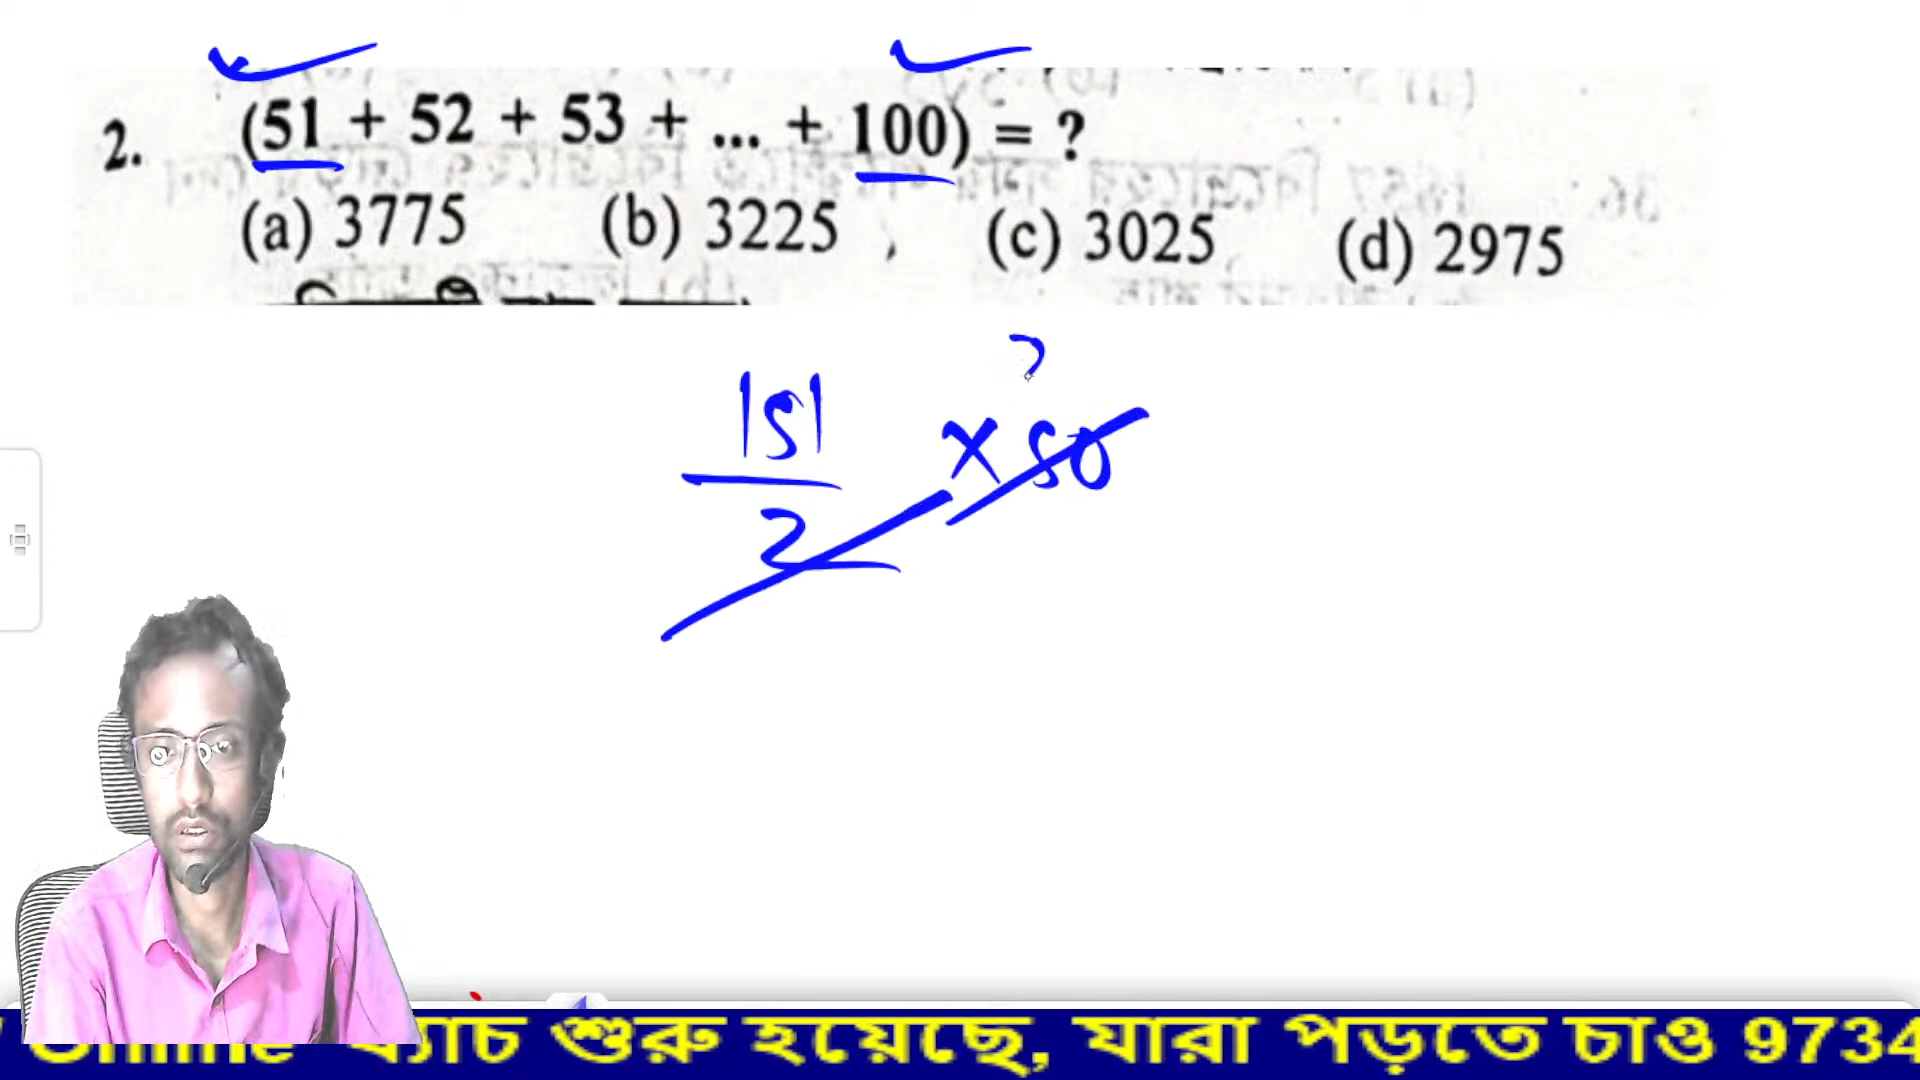 2. (51 + 52 + 53 + ... + 100) = ?
(a) 3775 (b) 3225 , (c) 3025 (d) 2975
151
× 50
2
ব্যাচ শুরু হয়েছে, যারা পড়তে চাও 9734